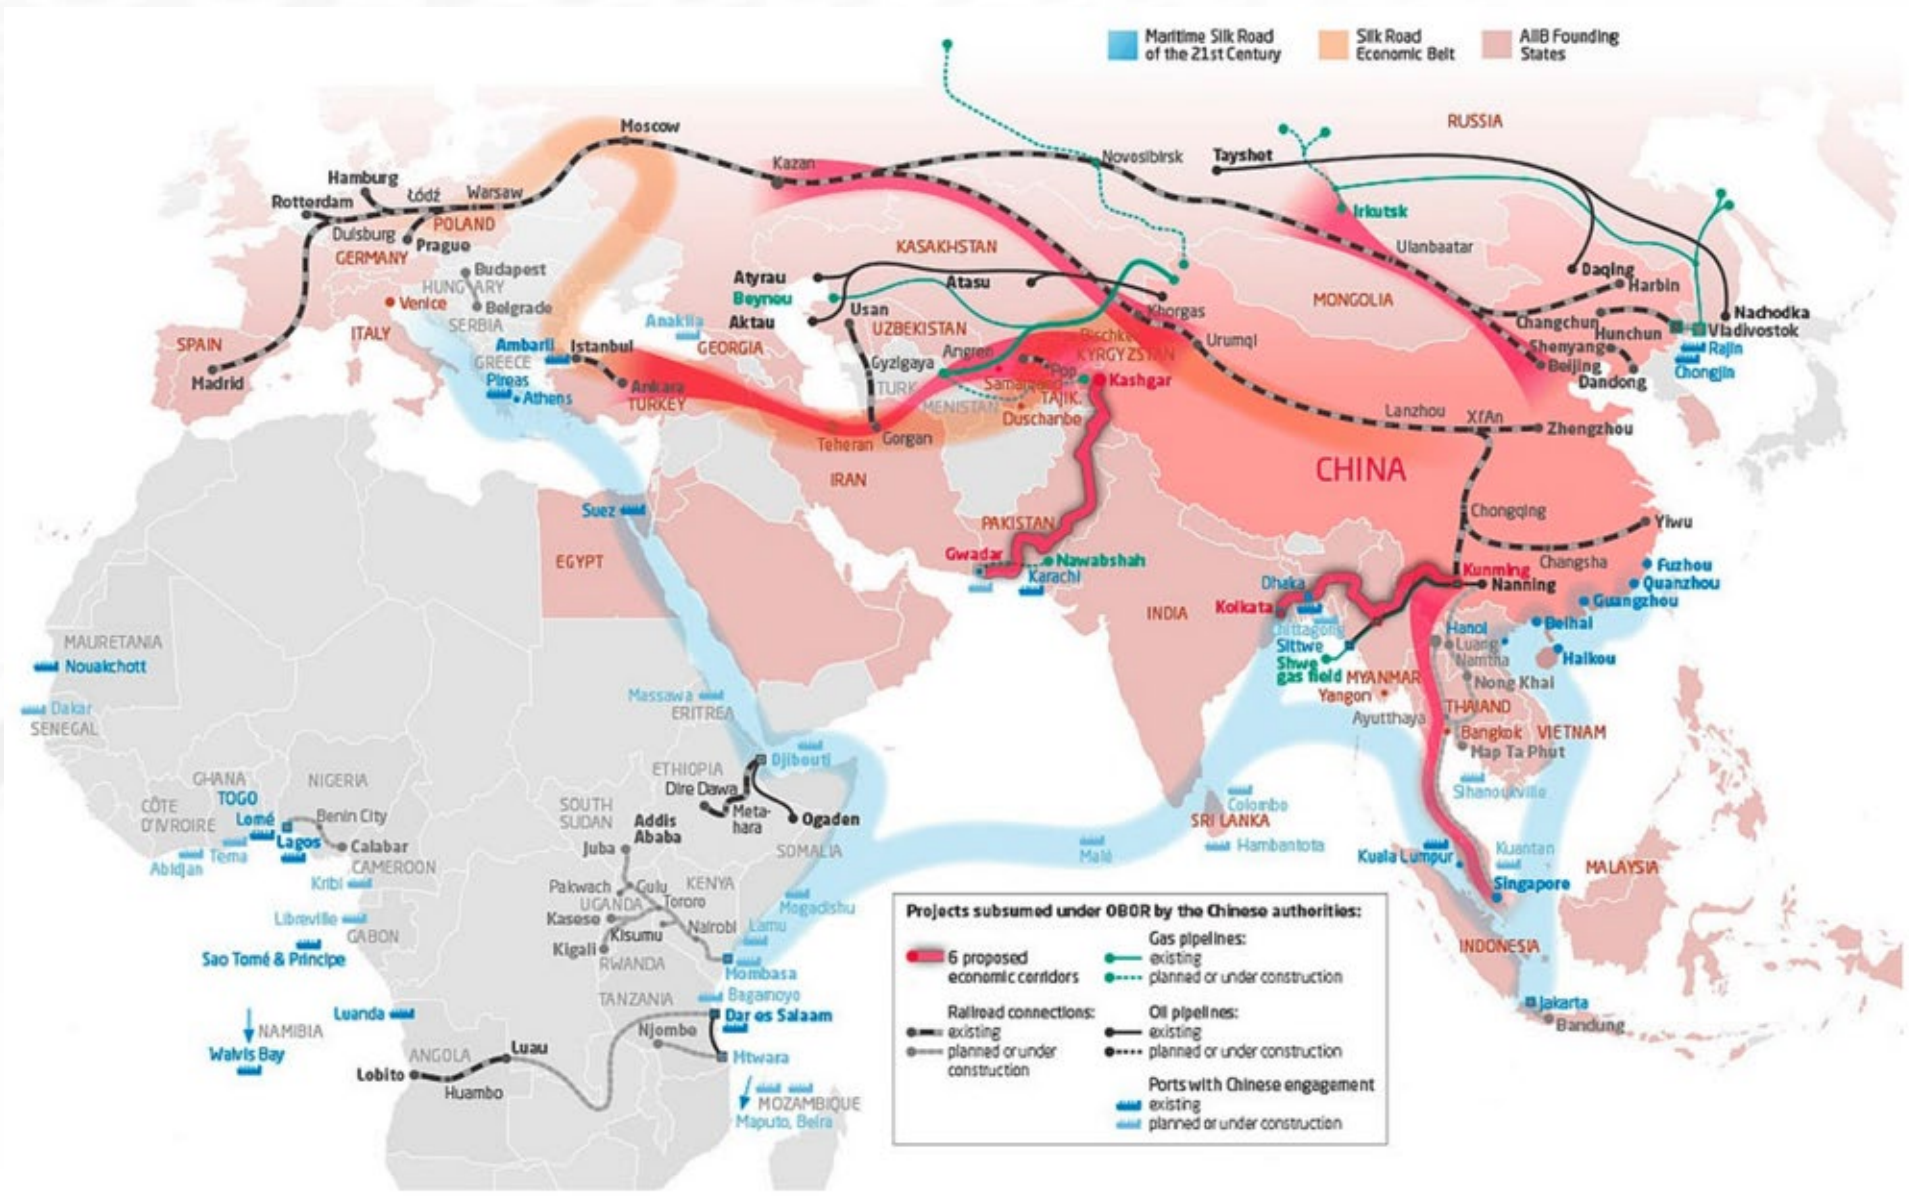 Maritime Silk Road
of the 21st Century
Silk Road
Economic Belt
AIIB Founding
States
RUSSIA
Moscow
Kazan
Novosibirsk
Tayshet
Hamburg
Łódź
Warsaw
Rotterdam
POLAND
Duisburg
Prague
GERMANY
Irkutsk
Ulanbaatar
KASAKHSTAN
Budapest
HUNGARY
Belgrade
SERBIA
Venice
ITALY
Atyrau
Atasu
Beyneu
Aktau
Usan
UZBEKISTAN
Khorgas
MONGOLIA
Daqing
Harbin
Nachodka
Changchun
Hunchun
Vladivostok
Shenyang
Rajin
Beijing
Chongjin
Dandong
SPAIN
Madrid
Anaklia
GEORGIA
Ambarli
Istanbul
GREECE
Pireas
Athens
Ankara
TURKEY
Gyzlgaya
Angren
Bischke
KYRGYZSTAN
Urumqi
TURK
MENISTAN
Pop
Samarqand
TAJIK.
Duschanbe
Kashgar
Teheran
Gorgan
IRAN
Lanzhou
Xi'An
Zhengzhou
CHINA
Chongqing
Yiwu
Changsha
Suez
EGYPT
PAKISTAN
Gwadar
Nawabshah
Karachi
INDIA
Dhaka
Kolkata
Chittagong
Sittwe
Shwe
gas field
MYANMAR
Yangon
Kunming
Nanning
Fuzhou
Quanzhou
Guangzhou
Beihai
Haikou
Hanoi
Luang
Namtha
Nong Khai
THAIAND
Ayutthaya
Bangkok
VIETNAM
Map Ta Phut
Sihanoukville
MAURETANIA
Nouakchott
Dakar
SENEGAL
Massawa
ERITREA
Djibouti
ETHIOPIA
Dire Dawa
Meta-
hara
Ogaden
SOMALIA
GHANA
NIGERIA
TOGO
CÔTE
D'IVROIRE
Lomé
Benin City
Lagos
Calabar
Tema
Abidjan
CAMEROON
Kribi
Libreville
GABON
Sao Tomé & Principe
SOUTH
SUDAN
Addis
Ababa
Juba
Pakwach
Gulu
KENYA
UGANDA
Tororo
Kasese
Kisumu
Nairobi
Lamu
Kigali
RWANDA
Mogadishu
Mombasa
TANZANIA
Bagamoyo
Dar es Salaam
Njombe
Mtwara
Luanda
NAMIBIA
Walvis Bay
ANGOLA
Luau
Lobito
Huambo
MOZAMBIQUE
Maputo, Beira
Colombo
SRI LANKA
Hambantota
Malé
Kuala Lumpur
Kuantan
Singapore
MALAYSIA
INDONESIA
Jakarta
Bandung
Projects subsumed under OBOR by the Chinese authorities:
6 proposed
economic corridors
Gas pipelines:
existing
planned or under construction
Railroad connections:
existing
planned or under
construction
Oil pipelines:
existing
planned or under construction
Ports with Chinese engagement
existing
planned or under construction